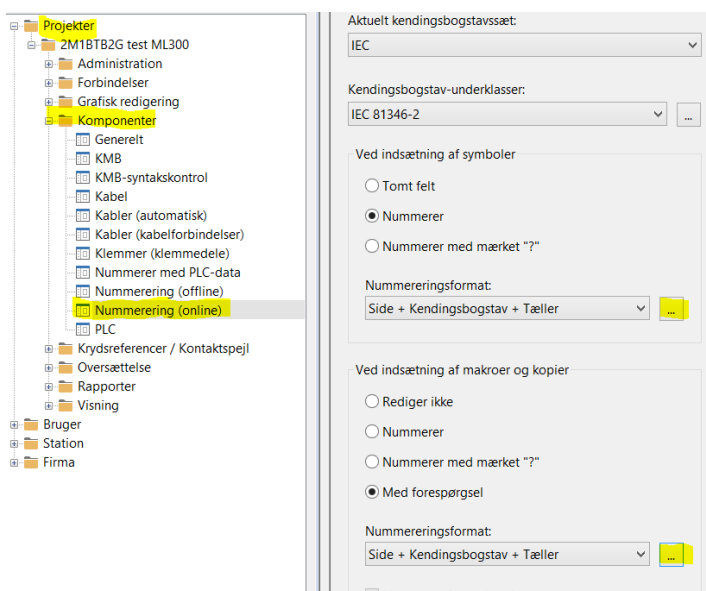 Projekter
2M1BTB2G test ML300
Administration
Forbindelser
Grafisk redigering
Komponenter
Generelt
KMB
KMB-syntakskontrol
Kabel
Kabler (automatisk)
Kabler (kabelforbindelser)
Klemmer (klemmedele)
Nummerer med PLC-data
Nummerering (offline)
Nummerering (online)
PLC
Krydsreferencer / Kontaktspejl
Oversættelse
Rapporter
Visning
Bruger
Station
Firma
Aktuelt kendingsbogstavssæt:
IEC
Kendingsbogstav-underklasser:
IEC 81346-2
...
Ved indsætning af symboler
Tomt felt
Nummerer
Nummerer med mærket "?"
Nummereringsformat:
Side + Kendingsbogstav + Tæller
...
Ved indsætning af makroer og kopier
Rediger ikke
Nummerer
Nummerer med mærket "?"
Med forespørgsel
Nummereringsformat:
Side + Kendingsbogstav + Tæller
...